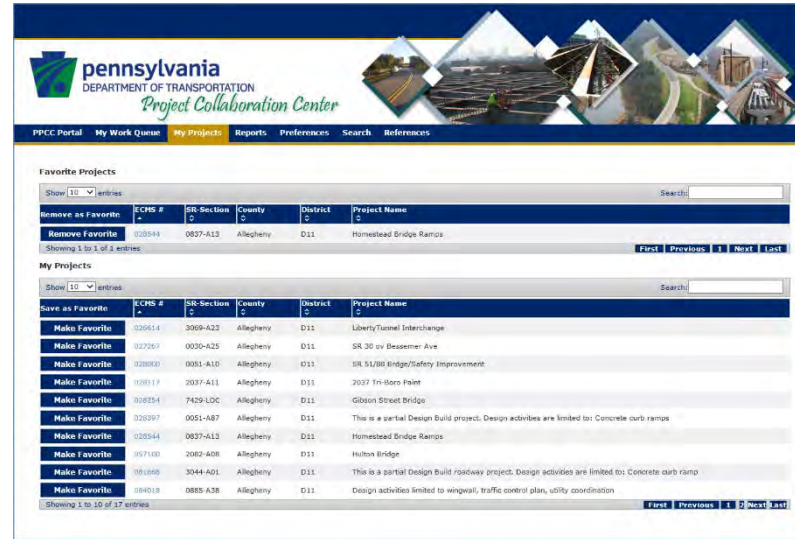 pennsylvania
DEPARTMENT OF TRANSPORTATION
Project Collaboration Center
PPCC Portal My Work Queue My Projects Reports Preferences Search References
Favorite Projects
Show 10 entries Search:
Remove as Favorite ECMS # SR-Section County District Project Name
Remove Favorite 028544 0837-A13 Allegheny D11 Homestead Bridge Ramps
Showing 1 to 1 of 1 entries First Previous 1 Next Last
My Projects
Show 10 entries Search:
Save as Favorite ECMS # SR-Section County District Project Name
Make Favorite 026614 3069-A23 Allegheny D11 LibertyTunnel Interchange
Make Favorite 027267 0030-A25 Allegheny D11 SR 30 ov Bessemer Ave
Make Favorite 0051-A10 Allegheny D11 SR 51/88 Brdge/Safety Improvement
Make Favorite 2037-A11 Allegheny D11 2037 Tri-Boro Paint
Make Favorite 7429-LOC Allegheny D11 Gibson Street Bridge
Make Favorite 028397 0051-A87 Allegheny D11 This is a partial Design Build project. Design activities are limited to: Concrete curb ramps
Make Favorite 028544 0837-A13 Allegheny D11 Homestead Bridge Ramps
Make Favorite 057100 2082-A08 Allegheny D11 Hulton Bridge
Make Favorite 3044-A01 Allegheny D11 This is a partial Design Build roadway project. Design activities are limited to: Concrete curb ramp
Make Favorite 0885-A38 Allegheny D11 Design activities limited to wingwall, traffic control plan, utility coordination
Showing 1 to 10 of 17 entries First Previous 1 2 Next Last